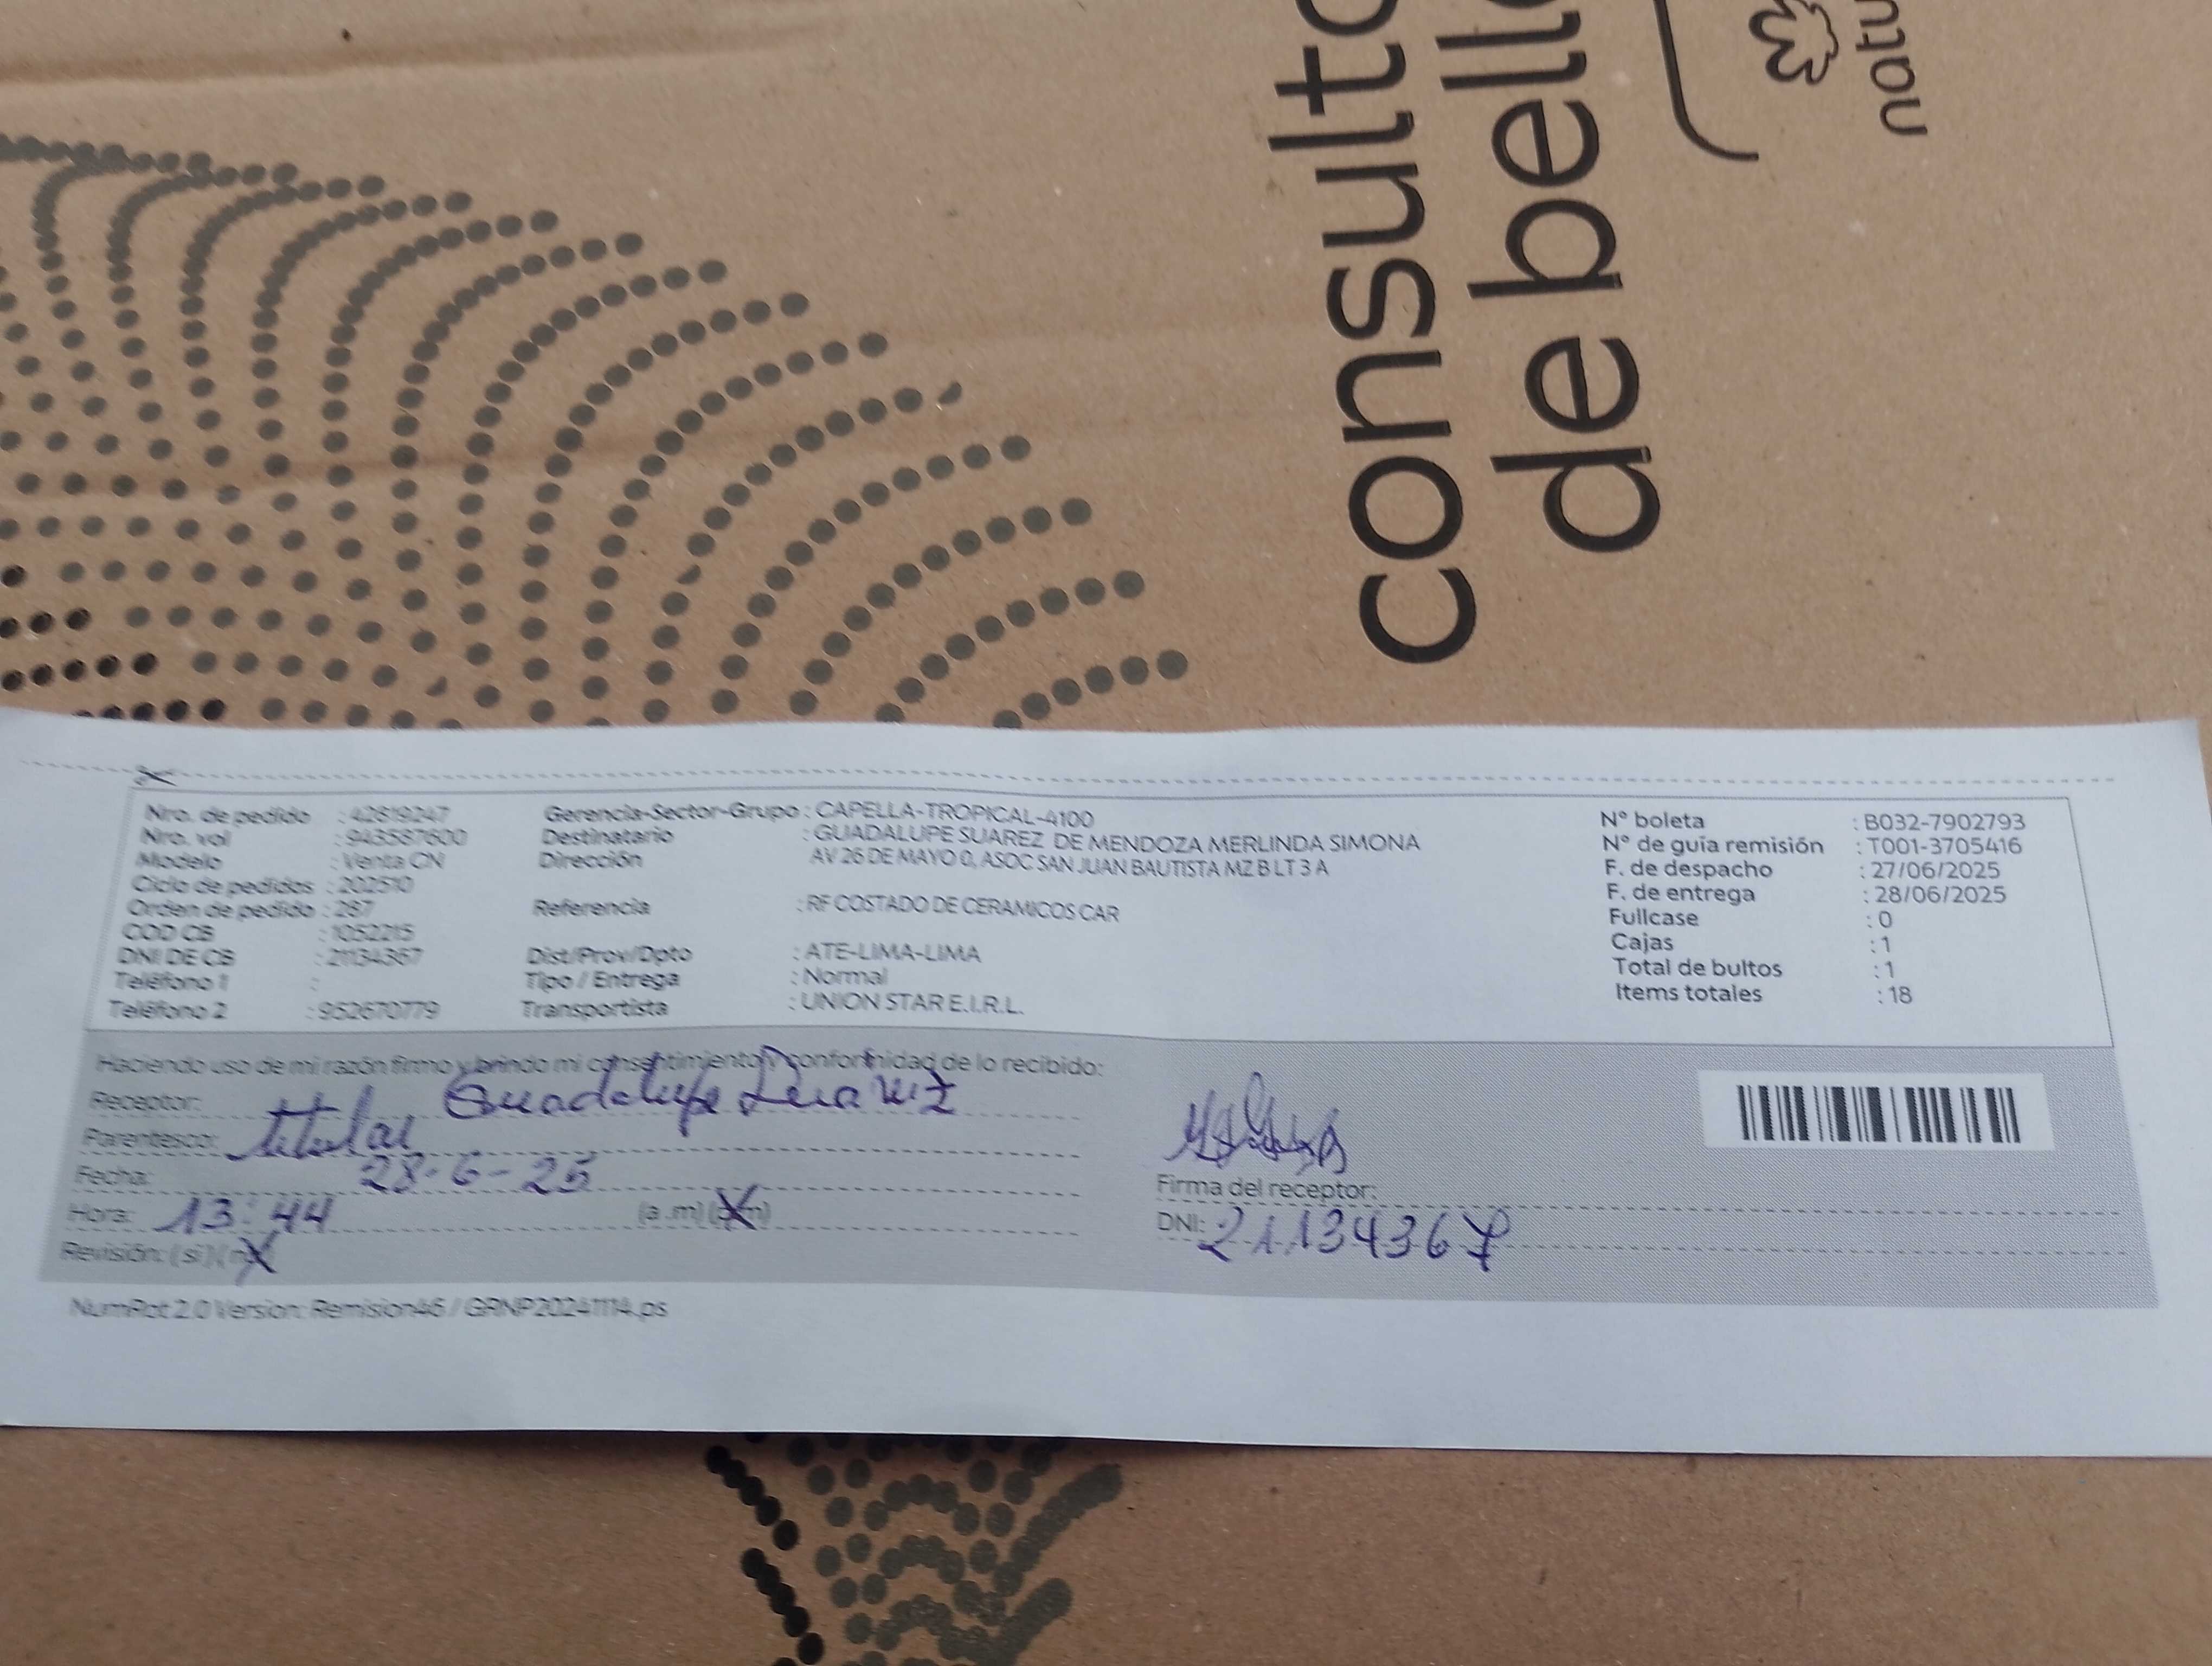 consulto
de belle
natu
Nro. de pedido : 42619247
Nro. vol : 943587600
Modelo : Venta CN
Ciclo de pedidos : 202510
Orden de pedido : 287
COD CB : 1052215
DNI DE CB : 21134367
Teléfono 1 :
Teléfono 2 : 952670779
Gerencia-Sector-Grupo : CAPELLA-TROPICAL-4100
Destinatario : GUADALUPE SUAREZ DE MENDOZA MERLINDA SIMONA
Dirección AV 26 DE MAYO 0, ASOC SAN JUAN BAUTISTA MZ B LT 3 A
Referencia : RF COSTADO DE CERAMICOS CAR
Dist/Prov/Dpto : ATE-LIMA-LIMA
Tipo / Entrega : Normal
Transportista : UNION STAR E.I.R.L.
N° boleta : B032-7902793
N° de guía remisión : T001-3705416
F. de despacho : 27/06/2025
F. de entrega : 28/06/2025
Fullcase : 0
Cajas : 1
Total de bultos : 1
Items totales : 18
Haciendo uso de mi razón firmo y brindo mi consentimiento y conformidad de lo recibido:
Receptor: Guadalupe Suarez
Parentesco: titular
Fecha: 28-6-25
Hora: 13:44 (a.m) (p.m)
Revisión: (si) (no)
Firma del receptor:
DNI: 21134367
NumRot 2.0 Version: Remision46 / GRNP20241114.ps